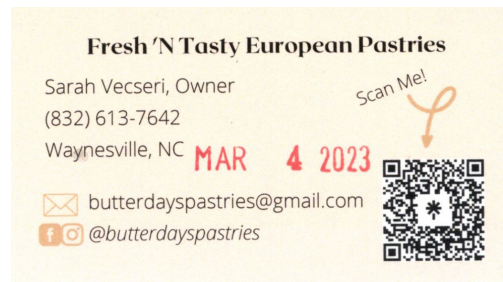 Fresh 'N Tasty European Pastries
Sarah Vecseri, Owner
Scan Me!
(832) 613-7642
Waynesville, NC
MAR 4 2023
butterdayspastries@gmail.com
@butterdayspastries